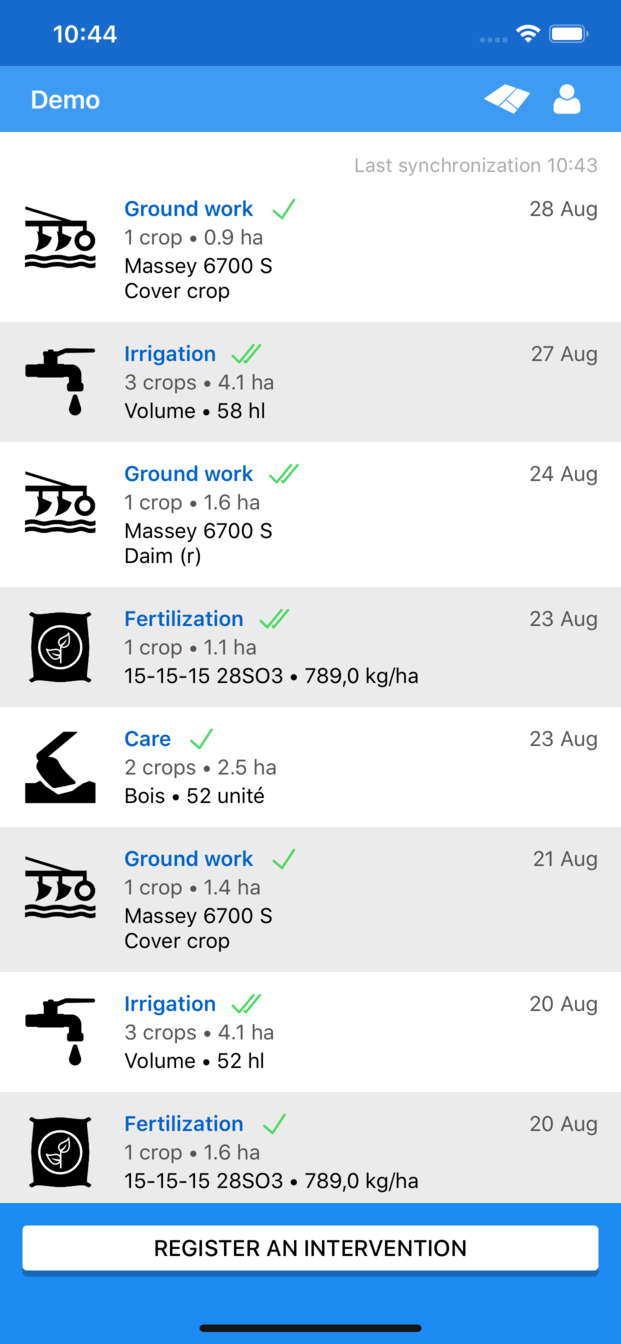 10:44
Demo
Last synchronization 10:43
Ground work 28 Aug
1 crop • 0.9 ha
Massey 6700 S
Cover crop
Irrigation 27 Aug
3 crops • 4.1 ha
Volume • 58 hl
Ground work 24 Aug
1 crop • 1.6 ha
Massey 6700 S
Daim (r)
Fertilization 23 Aug
1 crop • 1.1 ha
15-15-15 28SO3 • 789,0 kg/ha
Care 23 Aug
2 crops • 2.5 ha
Bois • 52 unité
Ground work 21 Aug
1 crop • 1.4 ha
Massey 6700 S
Cover crop
Irrigation 20 Aug
3 crops • 4.1 ha
Volume • 52 hl
Fertilization 20 Aug
1 crop • 1.6 ha
15-15-15 28SO3 • 789,0 kg/ha
REGISTER AN INTERVENTION